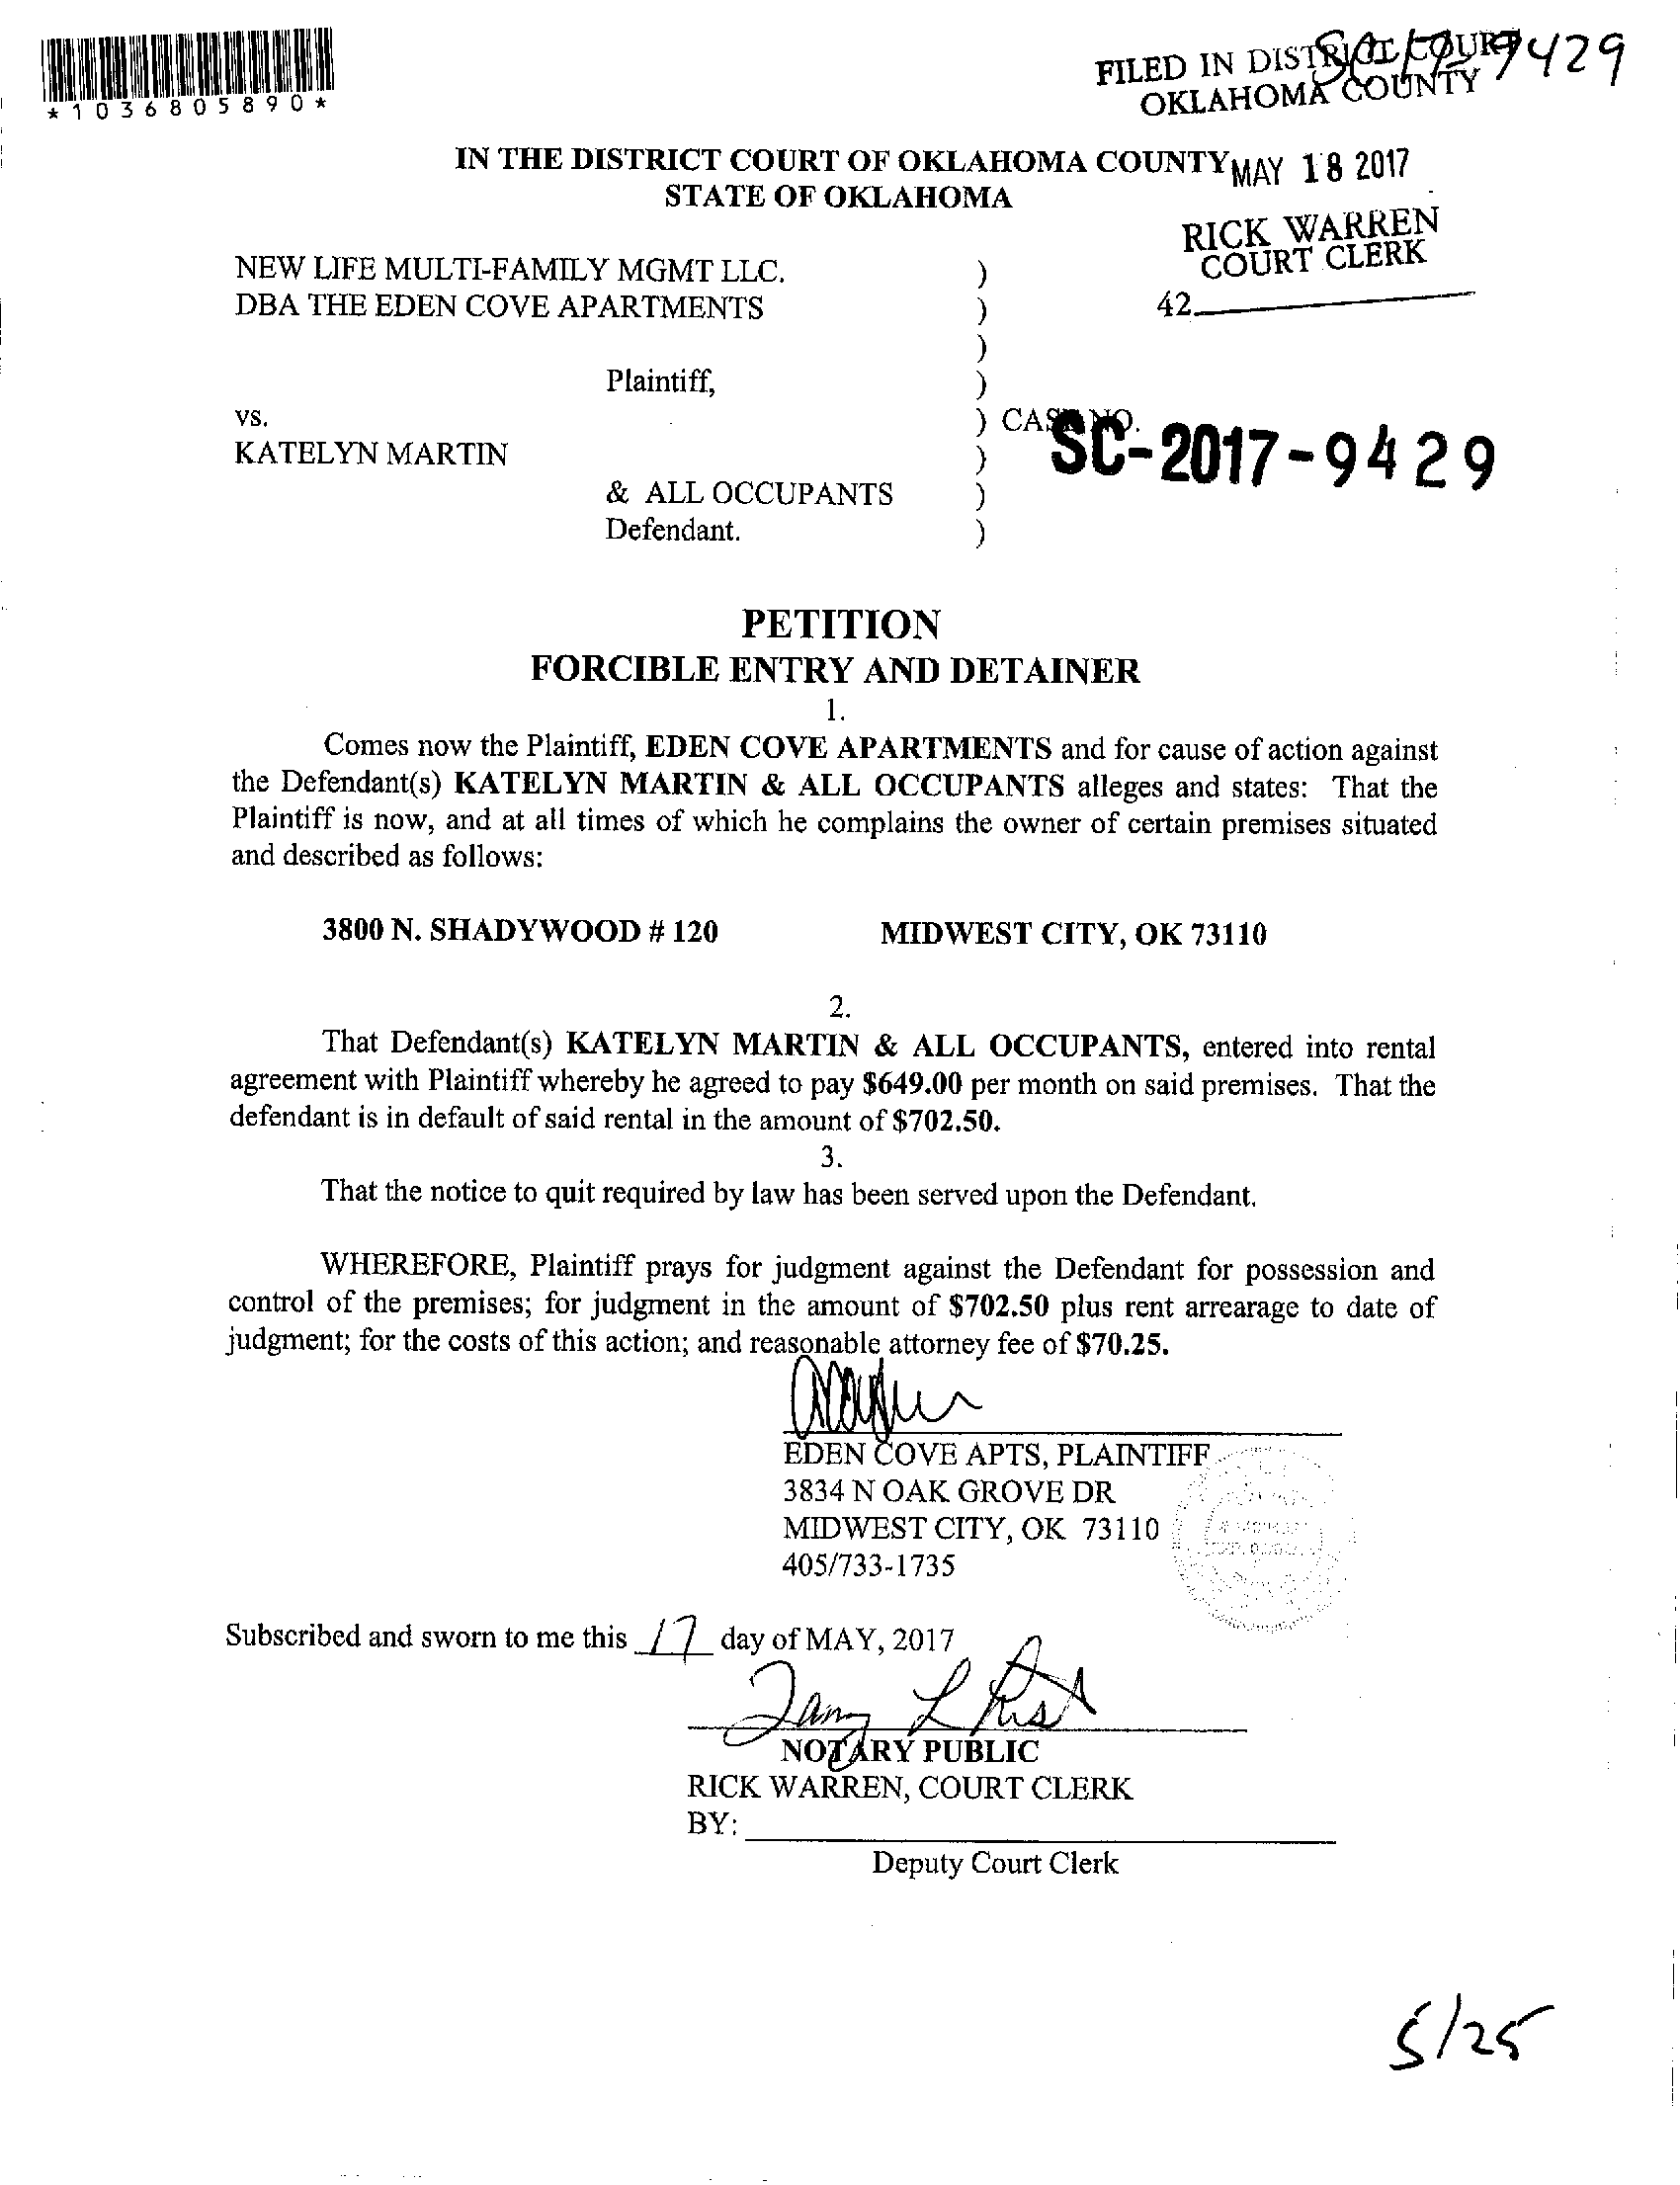 *1036805890*
FILED IN DISTRICT COURT
OKLAHOMA COUNTY
9429
IN THE DISTRICT COURT OF OKLAHOMA COUNTY
STATE OF OKLAHOMA
MAY 18 2017
RICK WARREN
COURT CLERK
42
NEW LIFE MULTI-FAMILY MGMT LLC. )
DBA THE EDEN COVE APARTMENTS )
)
Plaintiff, )
vs. ) CASE NO.
SC-2017-9429
KATELYN MARTIN )
& ALL OCCUPANTS )
Defendant. )
PETITION
FORCIBLE ENTRY AND DETAINER
1.
Comes now the Plaintiff, EDEN COVE APARTMENTS and for cause of action against
the Defendant(s) KATELYN MARTIN & ALL OCCUPANTS alleges and states: That the
Plaintiff is now, and at all times of which he complains the owner of certain premises situated
and described as follows:
3800 N. SHADYWOOD # 120 MIDWEST CITY, OK 73110
2.
That Defendant(s) KATELYN MARTIN & ALL OCCUPANTS, entered into rental
agreement with Plaintiff whereby he agreed to pay $649.00 per month on said premises. That the
defendant is in default of said rental in the amount of $702.50.
3.
That the notice to quit required by law has been served upon the Defendant.
WHEREFORE, Plaintiff prays for judgment against the Defendant for possession and
control of the premises; for judgment in the amount of $702.50 plus rent arrearage to date of
judgment; for the costs of this action; and reasonable attorney fee of $70.25.
EDEN COVE APTS, PLAINTIFF
3834 N OAK GROVE DR
MIDWEST CITY, OK 73110
405/733-1735
Subscribed and sworn to me this 17 day of MAY, 2017
NOTARY PUBLIC
RICK WARREN, COURT CLERK
BY:
Deputy Court Clerk
5/25